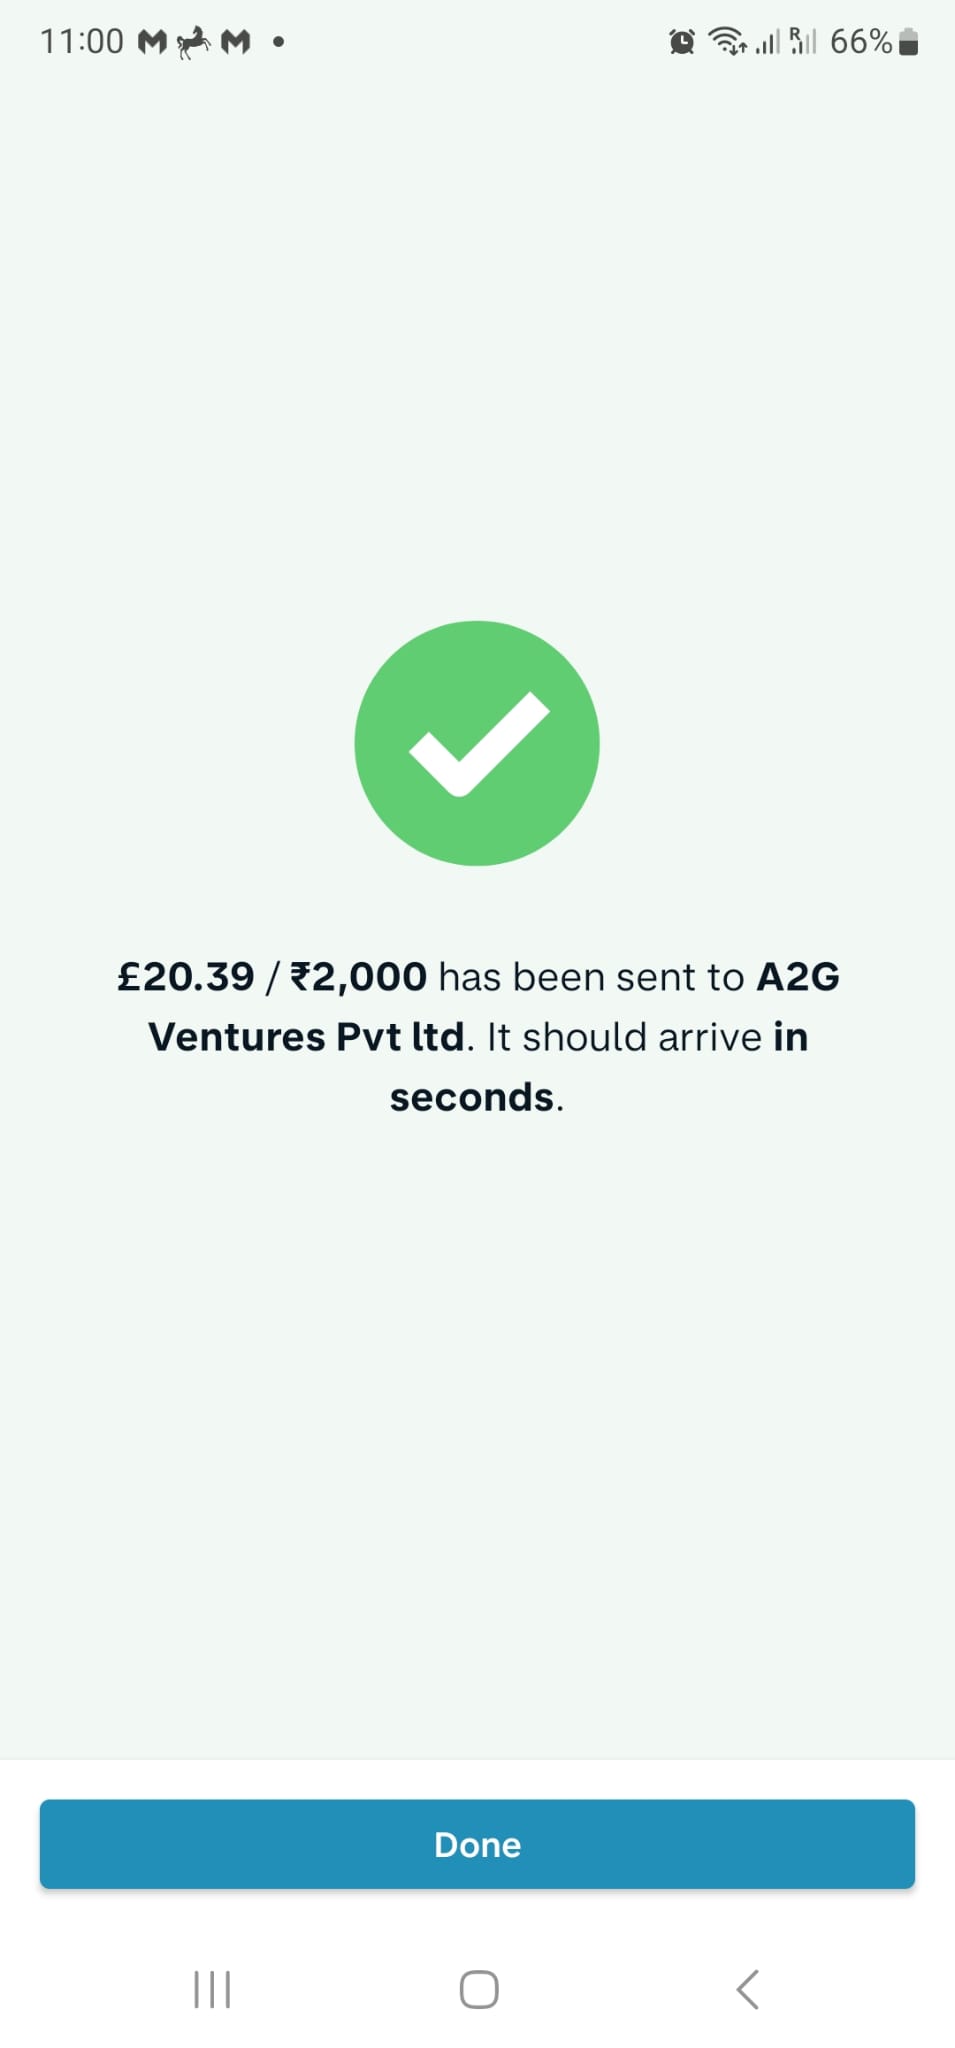 11:00
R
66%
£20.39 / ₹2,000 has been sent to A2G
Ventures Pvt ltd. It should arrive in
seconds.
Done